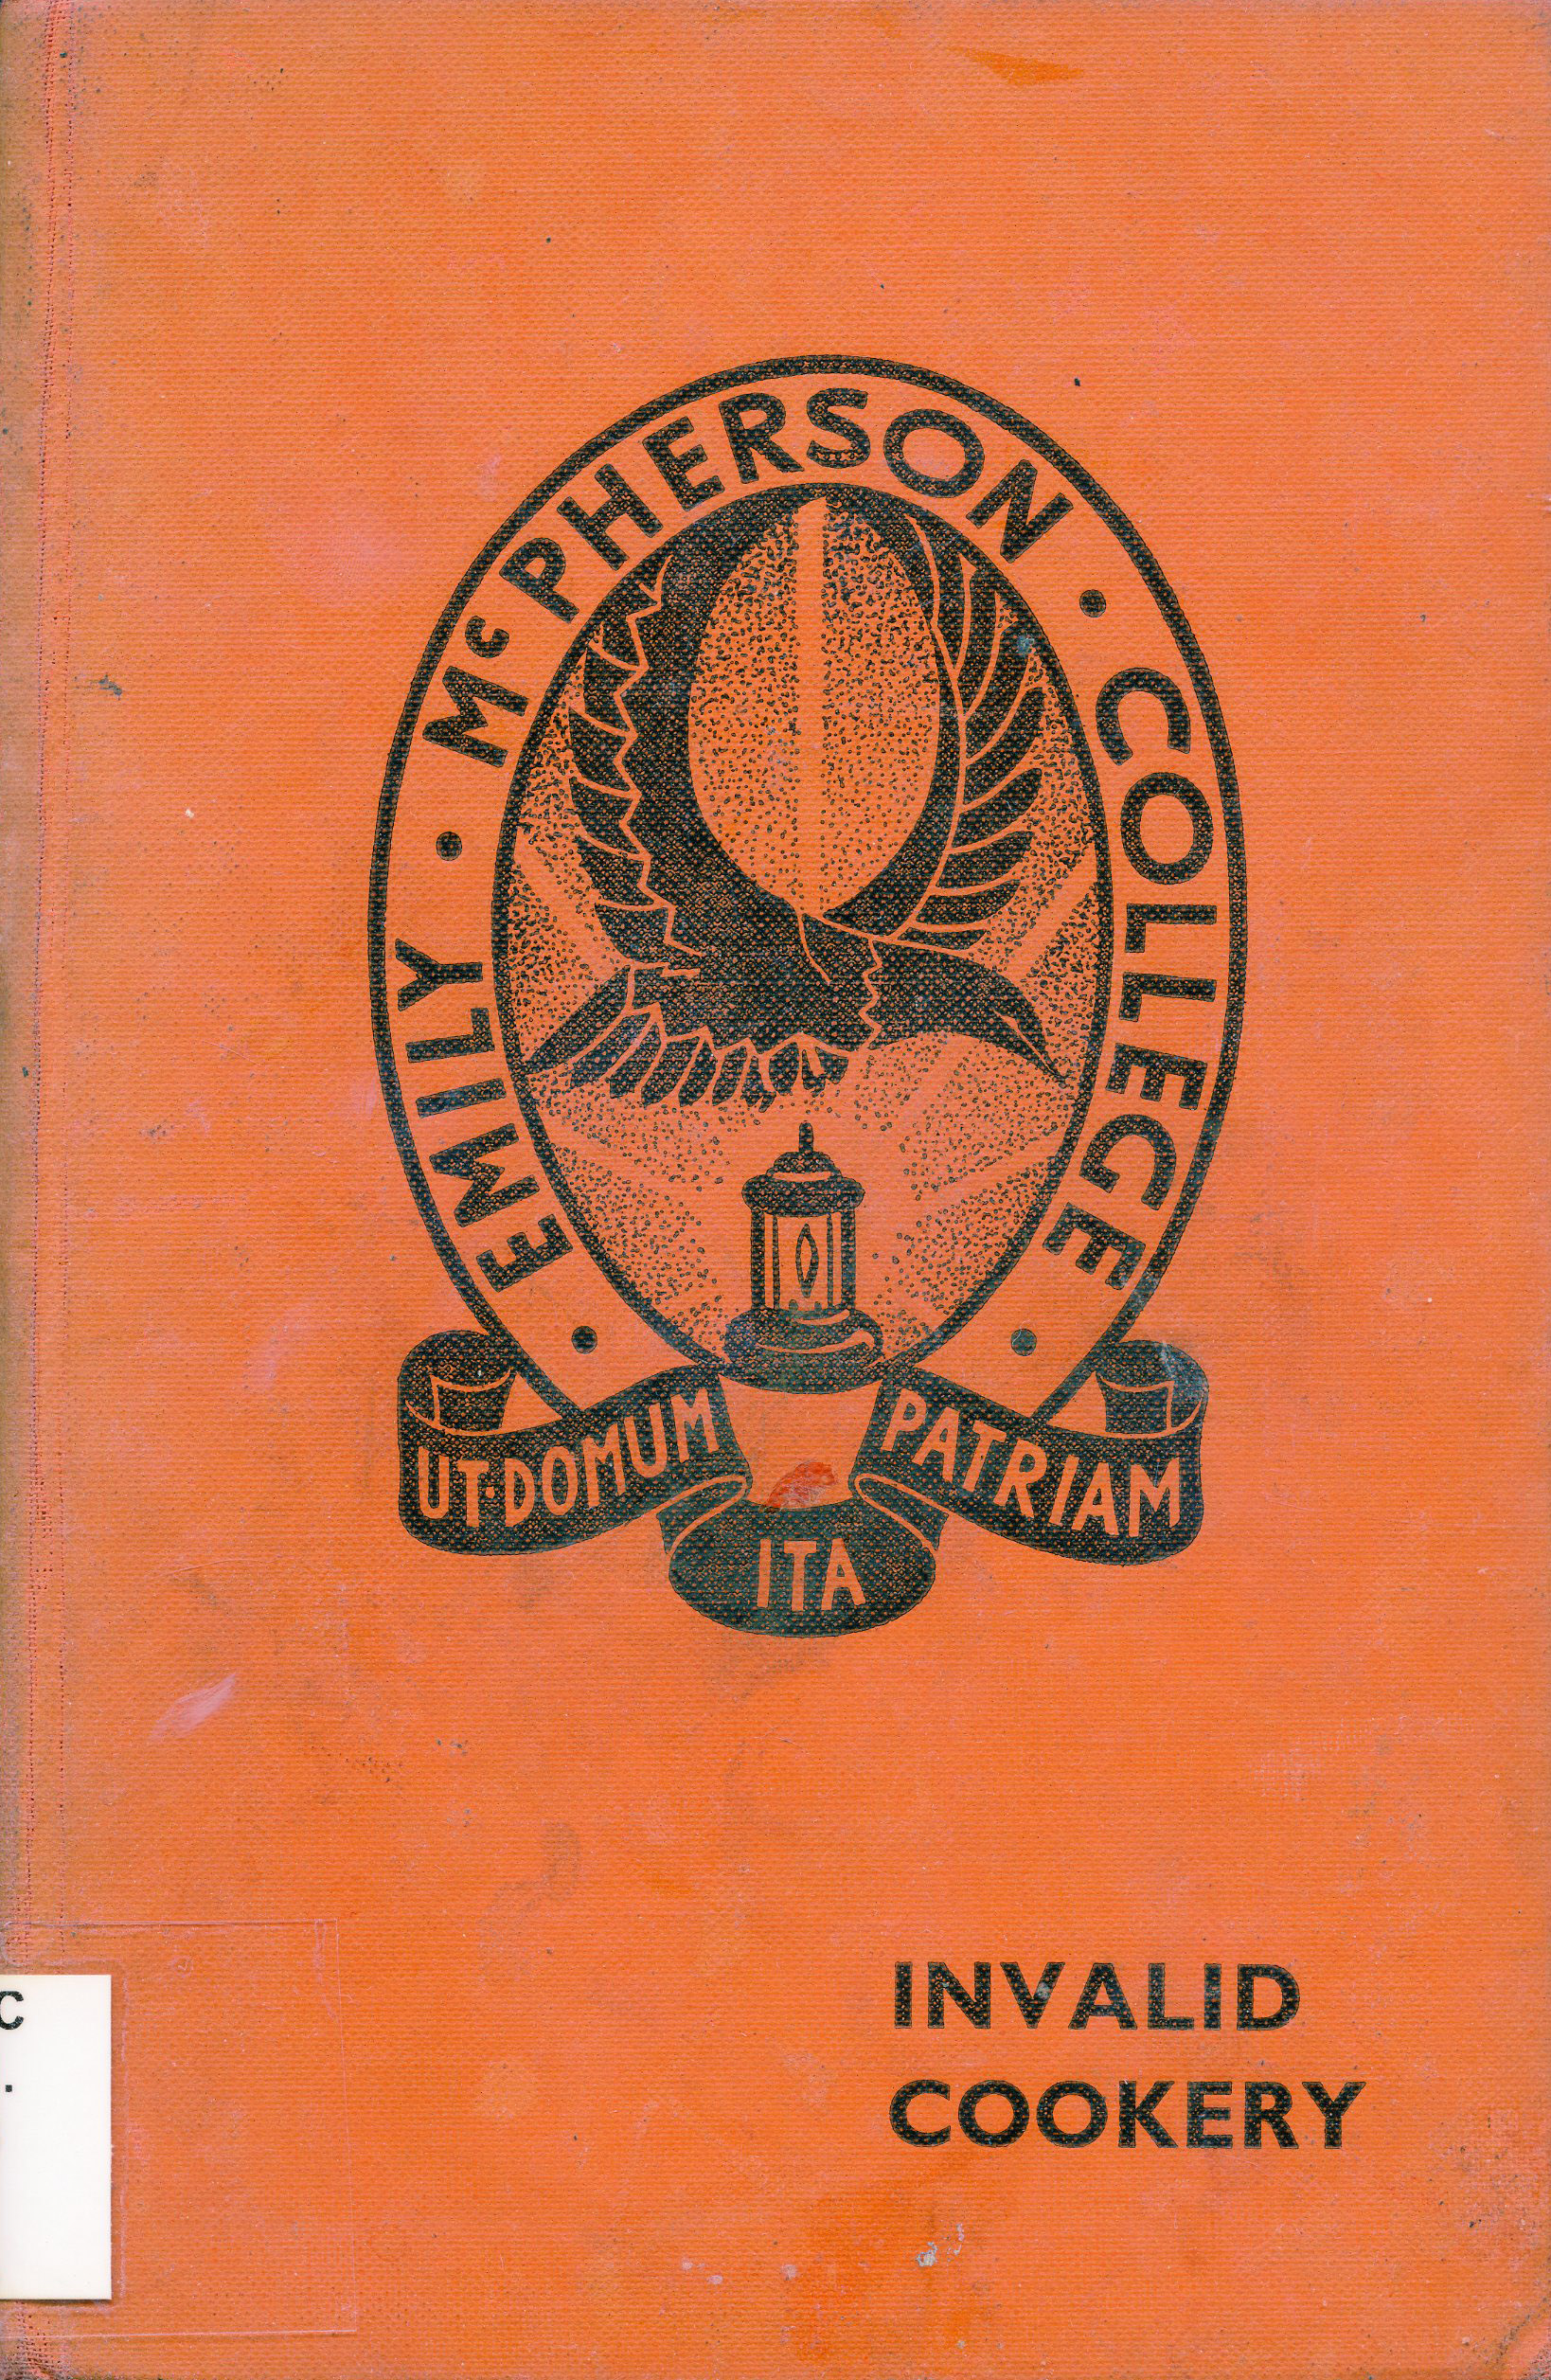 EMILY · McPHERSON · COLLEGE
UT·DOMUM
ITA
PATRIAM
INVALID
COOKERY
C
.